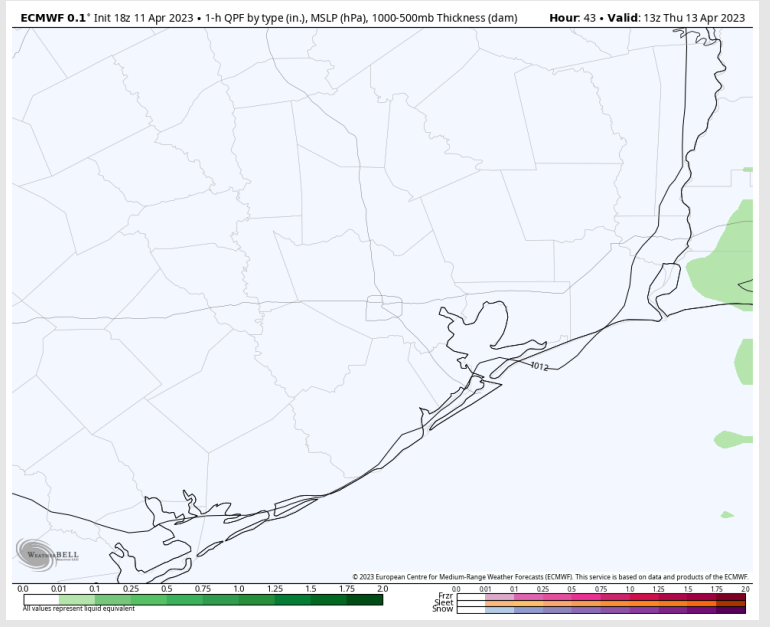 ECMWF 0.1° Init 18z 11 Apr 2023 • 1-h QPF by type (in.), MSLP (hPa), 1000-500mb Thickness (dam) Hour: 43 • Valid: 13z Thu 13 Apr 2023
1012
WEATHERBELL
© 2023 European Centre for Medium-Range Weather Forecasts (ECMWF). This service is based on data and products of the ECMWF.
0.0 0.01 0.25 0.5 0.75 1.0 1.25 1.5 1.75 2.0
All values represent liquid equivalent
0.0 0.01 0.1 0.25 0.5 0.75 1.0 1.25 1.5 1.75 2.0
Frzr
Sleet
Snow